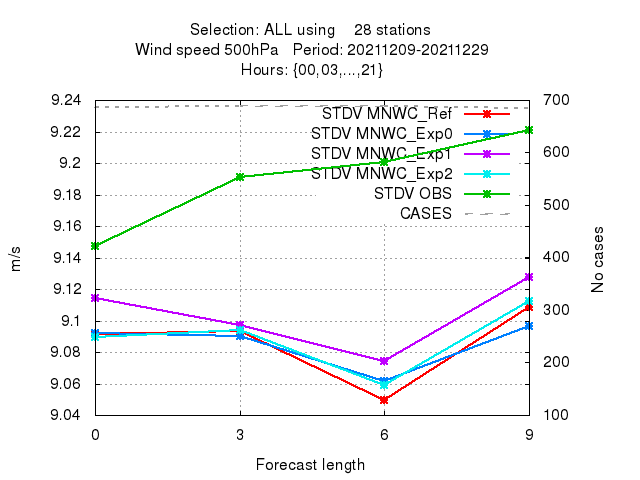 Selection: ALL using    28 stations
Wind speed 500hPa   Period: 20211209-20211229
Hours: {00,03,...,21}
9.24
9.22
9.2
9.18
9.16
9.14
9.12
9.1
9.08
9.06
9.04
m/s
700
600
500
400
300
200
100
No cases
STDV MNWC_Ref
STDV MNWC_Exp0
STDV MNWC_Exp1
STDV MNWC_Exp2
STDV OBS
CASES
0 3 6 9
Forecast length